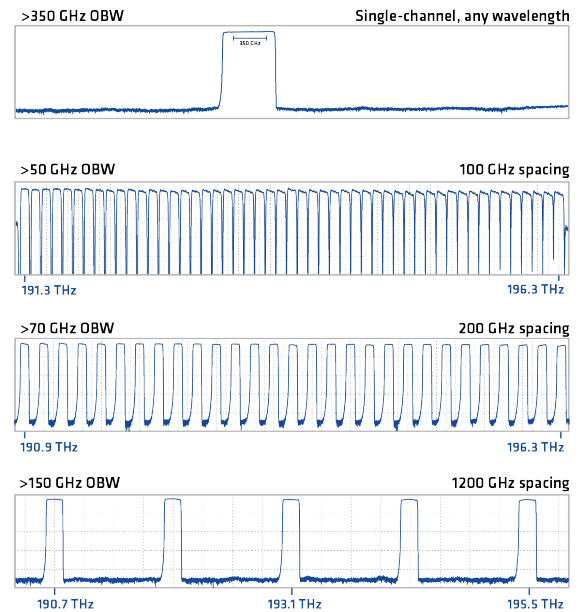 >350 GHz OBW Single-channel, any wavelength
350 GHz
>50 GHz OBW 100 GHz spacing
191.3 THz 196.3 THz
>70 GHz OBW 200 GHz spacing
190.9 THz 196.3 THz
>150 GHz OBW 1200 GHz spacing
190.7 THz 193.1 THz 195.5 THz